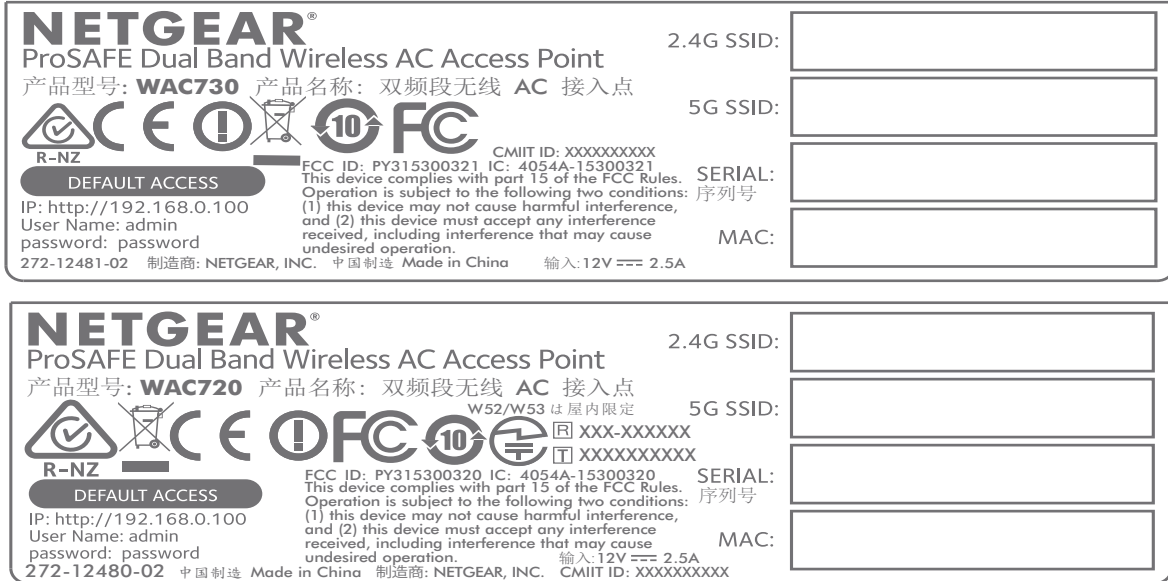 NETGEAR®
ProSAFE Dual Band Wireless AC Access Point
产品型号: WAC730 产品名称: 双频段无线 AC 接入点
10 FC
R-NZ
CMIIT ID: XXXXXXXXXX
FCC ID: PY315300321 IC: 4054A-15300321
This device complies with part 15 of the FCC Rules.
Operation is subject to the following two conditions:
(1) this device may not cause harmful interference,
and (2) this device must accept any interference
received, including interference that may cause
undesired operation.
DEFAULT ACCESS
IP: http://192.168.0.100
User Name: admin
password: password
272-12481-02 制造商: NETGEAR, INC. 中国制造 Made in China 输入:12V 2.5A
2.4G SSID:
5G SSID:
SERIAL:
序列号
MAC:
NETGEAR®
ProSAFE Dual Band Wireless AC Access Point
产品型号: WAC720 产品名称: 双频段无线 AC 接入点
W52/W53 は屋内限定
FC 10
R XXX-XXXXXX
T XXXXXXXXXX
R-NZ
FCC ID: PY315300320 IC: 4054A-15300320
This device complies with part 15 of the FCC Rules.
Operation is subject to the following two conditions:
(1) this device may not cause harmful interference,
and (2) this device must accept any interference
received, including interference that may cause
undesired operation. 输入:12V 2.5A
DEFAULT ACCESS
IP: http://192.168.0.100
User Name: admin
password: password
272-12480-02 中国制造 Made in China 制造商: NETGEAR, INC. CMIIT ID: XXXXXXXXXX
2.4G SSID:
5G SSID:
SERIAL:
序列号
MAC: